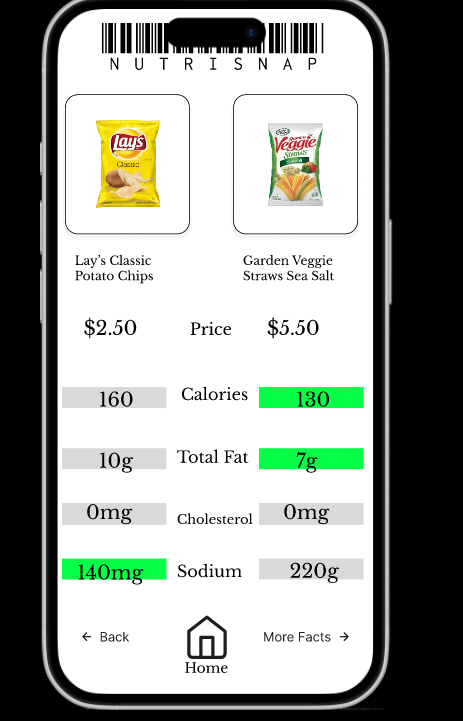 NUTRISNAP
Lay's
Classic
Veggie
Straws
Lay's Classic
Potato Chips
Garden Veggie
Straws Sea Salt
$2.50 Price $5.50
160 Calories 130
10g Total Fat 7g
0mg Cholesterol 0mg
140mg Sodium 220g
← Back
More Facts →
Home